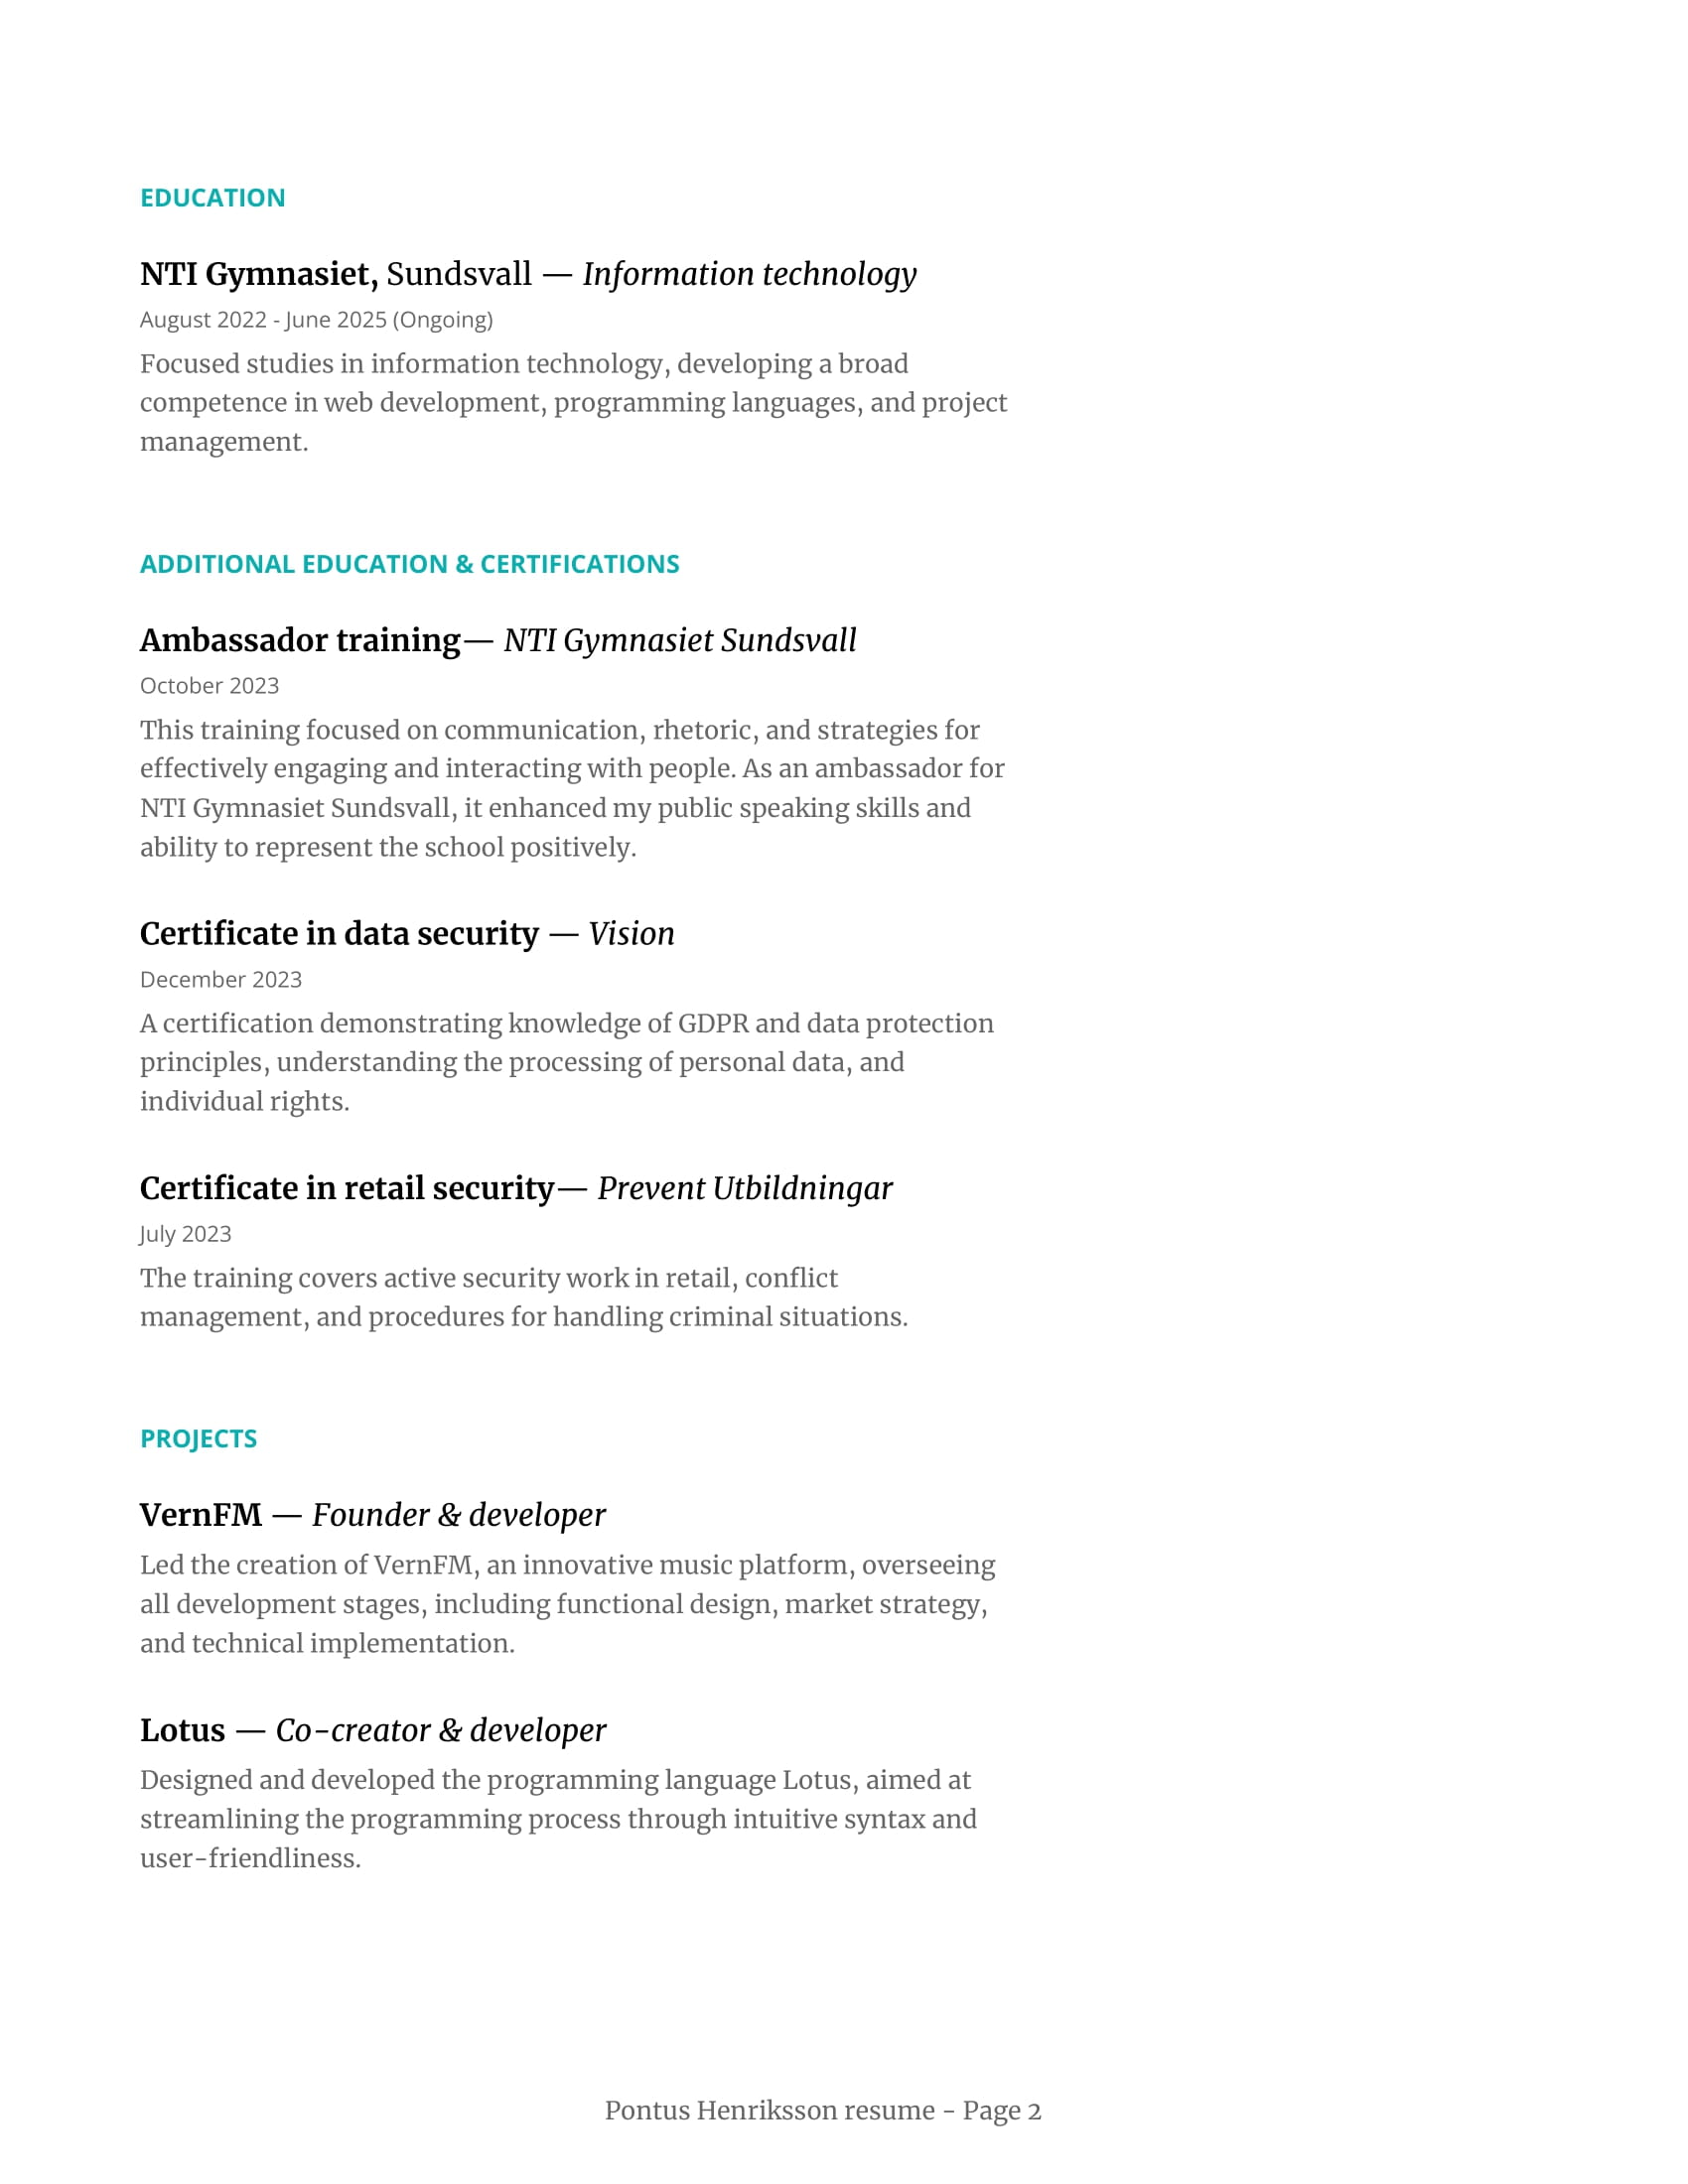 EDUCATION
NTI Gymnasiet, Sundsvall — Information technology
August 2022 - June 2025 (Ongoing)
Focused studies in information technology, developing a broad
competence in web development, programming languages, and project
management.
ADDITIONAL EDUCATION & CERTIFICATIONS
Ambassador training— NTI Gymnasiet Sundsvall
October 2023
This training focused on communication, rhetoric, and strategies for
effectively engaging and interacting with people. As an ambassador for
NTI Gymnasiet Sundsvall, it enhanced my public speaking skills and
ability to represent the school positively.
Certificate in data security — Vision
December 2023
A certification demonstrating knowledge of GDPR and data protection
principles, understanding the processing of personal data, and
individual rights.
Certificate in retail security— Prevent Utbildningar
July 2023
The training covers active security work in retail, conflict
management, and procedures for handling criminal situations.
PROJECTS
VernFM — Founder & developer
Led the creation of VernFM, an innovative music platform, overseeing
all development stages, including functional design, market strategy,
and technical implementation.
Lotus — Co-creator & developer
Designed and developed the programming language Lotus, aimed at
streamlining the programming process through intuitive syntax and
user-friendliness.
Pontus Henriksson resume - Page 2